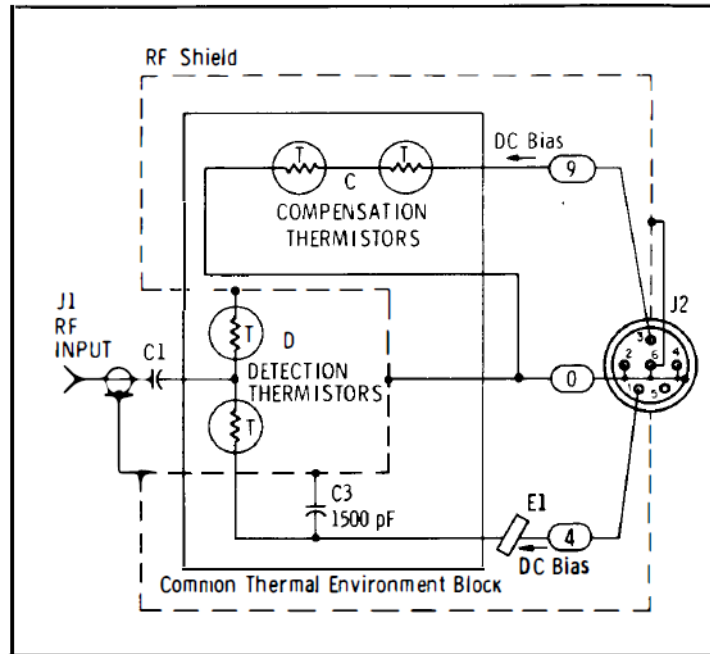 RF Shield
T
T
DC Bias
9
C
COMPENSATION
THERMISTORS
J1
RF
INPUT
C1
T
D
DETECTION
THERMISTORS
T
J2
3
2
6
4
1
5
0
C3
1500 pF
E1
4
DC Bias
Common Thermal Environment Block